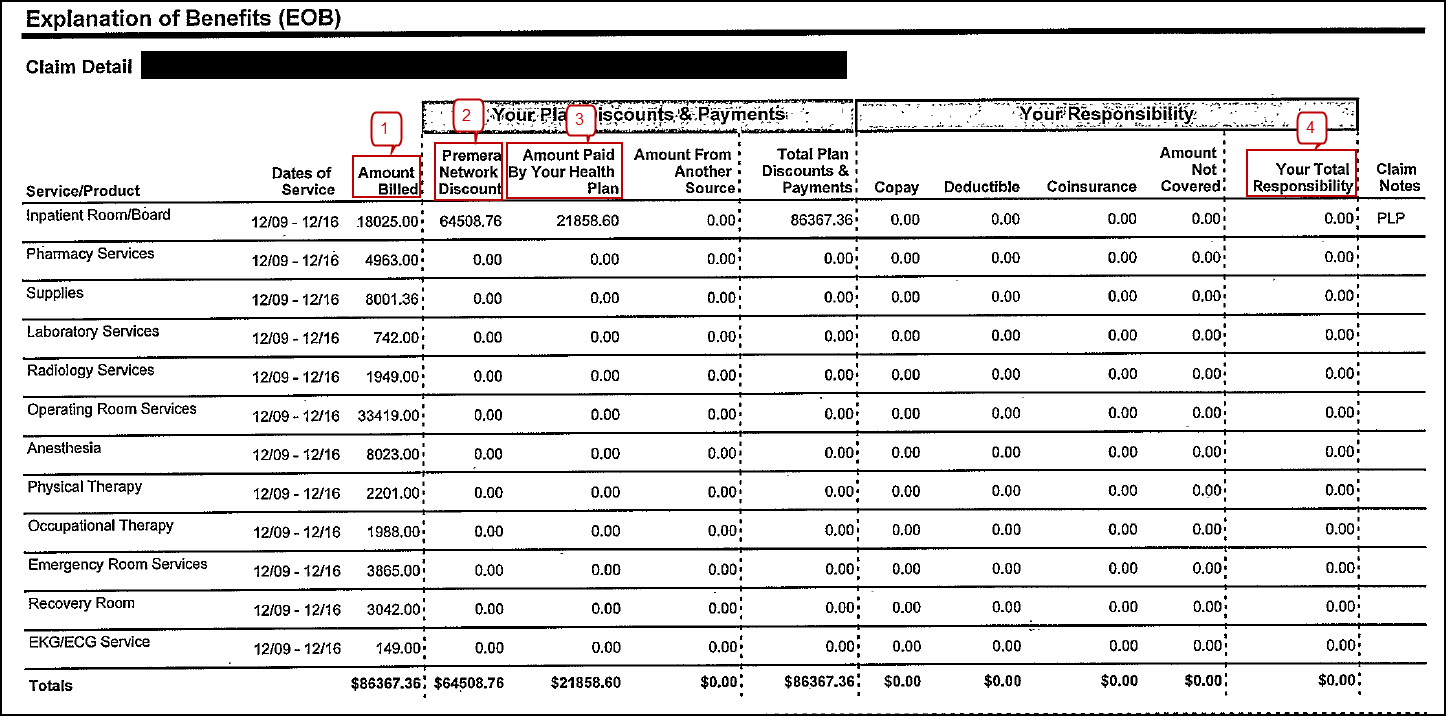 Explanation of Benefits (EOB)
Claim Detail
1
2
3
4
Your Pla iscounts & Payments
Your Responsibility
Service/Product
Dates of
Service
Amount
Billed
Premera
Network
Discount
Amount Paid
By Your Health
Plan
Amount From
Another
Source
Total Plan
Discounts &
Payments
Copay
Deductible
Coinsurance
Amount
Not
Covered
Your Total
Responsibility
Claim
Notes
Inpatient Room/Board 12/09 - 12/16 18025.00 64508.76 21858.60 0.00 86367.36 0.00 0.00 0.00 0.00 0.00 PLP
Pharmacy Services 12/09 - 12/16 4963.00 0.00 0.00 0.00 0.00 0.00 0.00 0.00 0.00 0.00
Supplies 12/09 - 12/16 8001.36 0.00 0.00 0.00 0.00 0.00 0.00 0.00 0.00 0.00
Laboratory Services 12/09 - 12/16 742.00 0.00 0.00 0.00 0.00 0.00 0.00 0.00 0.00 0.00
Radiology Services 12/09 - 12/16 1949.00 0.00 0.00 0.00 0.00 0.00 0.00 0.00 0.00 0.00
Operating Room Services 12/09 - 12/16 33419.00 0.00 0.00 0.00 0.00 0.00 0.00 0.00 0.00 0.00
Anesthesia 12/09 - 12/16 8023.00 0.00 0.00 0.00 0.00 0.00 0.00 0.00 0.00 0.00
Physical Therapy 12/09 - 12/16 2201.00 0.00 0.00 0.00 0.00 0.00 0.00 0.00 0.00 0.00
Occupational Therapy 12/09 - 12/16 1988.00 0.00 0.00 0.00 0.00 0.00 0.00 0.00 0.00 0.00
Emergency Room Services 12/09 - 12/16 3865.00 0.00 0.00 0.00 0.00 0.00 0.00 0.00 0.00 0.00
Recovery Room 12/09 - 12/16 3042.00 0.00 0.00 0.00 0.00 0.00 0.00 0.00 0.00 0.00
EKG/ECG Service 12/09 - 12/16 149.00 0.00 0.00 0.00 0.00 0.00 0.00 0.00 0.00 0.00
Totals $86367.36 $64508.76 $21858.60 $0.00 $86367.36 $0.00 $0.00 $0.00 $0.00 $0.00